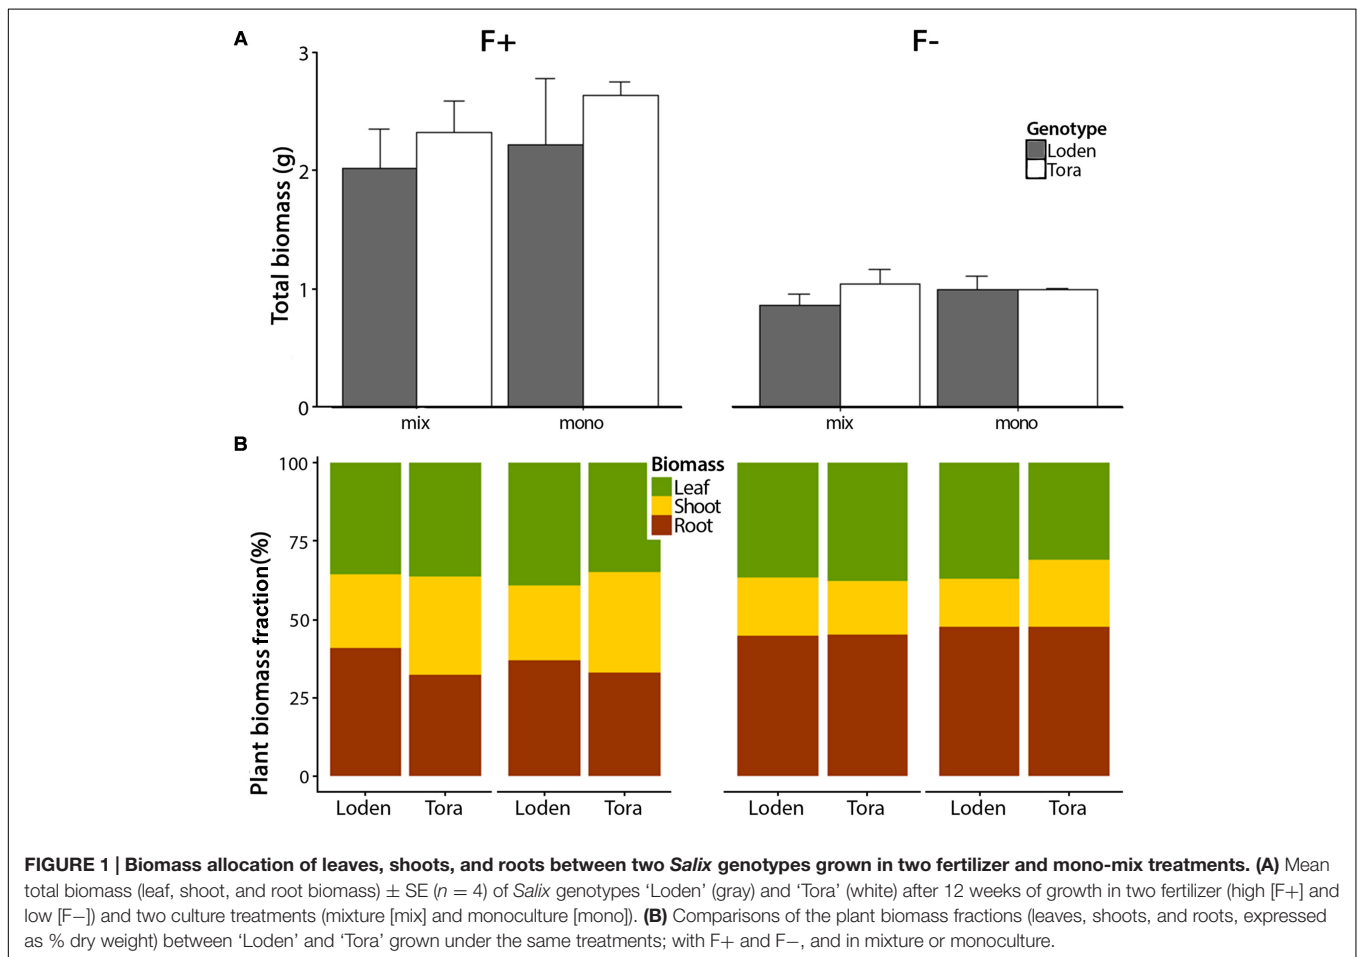 A
F+
F-
3
2
1
0
Total biomass (g)
Genotype
Loden
Tora
mix
mono
mix
mono
B
100
75
50
25
0
Plant biomass fraction(%)
Biomass
Leaf
Shoot
Root
Loden
Tora
Loden
Tora
Loden
Tora
Loden
Tora
FIGURE 1 | Biomass allocation of leaves, shoots, and roots between two Salix genotypes grown in two fertilizer and mono-mix treatments. (A) Mean
total biomass (leaf, shoot, and root biomass) ± SE (n = 4) of Salix genotypes ‘Loden’ (gray) and ‘Tora’ (white) after 12 weeks of growth in two fertilizer (high [F+] and
low [F−]) and two culture treatments (mixture [mix] and monoculture [mono]). (B) Comparisons of the plant biomass fractions (leaves, shoots, and roots, expressed
as % dry weight) between ‘Loden’ and ‘Tora’ grown under the same treatments; with F+ and F−, and in mixture or monoculture.